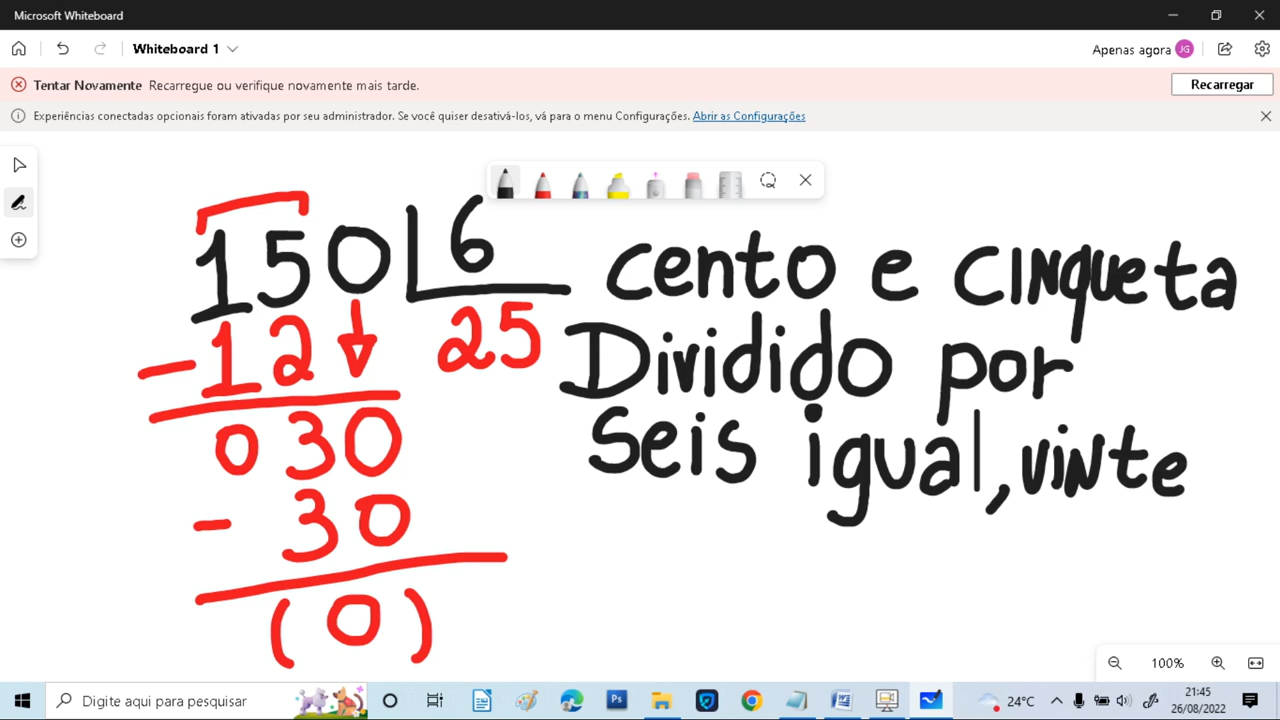 Microsoft Whiteboard
Whiteboard 1
Apenas agora JG
Tentar Novamente Recarregue ou verifique novamente mais tarde.
Recarregar
Experiências conectadas opcionais foram ativadas por seu administrador. Se você quiser desativá-los, vá para o menu Configurações. Abrir as Configurações
150 6
-12 25
030
- 30
(0)
cento e CINqueta
Dividido por
Seis igual, viNte
100%
Digite aqui para pesquisar
Ps
W
24°C
21:45
26/08/2022